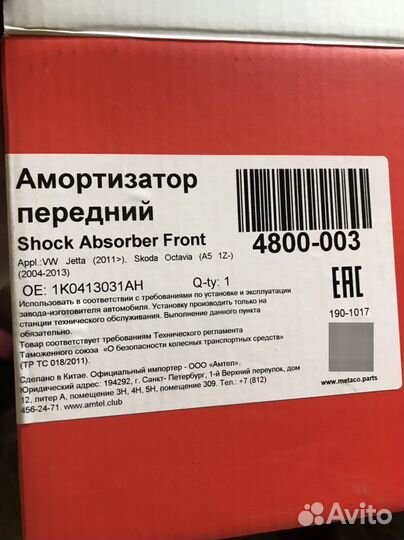 Амортизатор
передний
Shock Absorber Front
4800-003
Appl.:VW Jetta (2011>). Skoda Octavia (A5 1Z-)
(2004-2013)
OE: 1K0413031AH Q-ty: 1
EAC
190-1017
Использовать в соответствии с требованиями по установке и эксплуатации
завода-изготовителя автомобиля. Установку производить только на
станции технического обслуживания. Выполнение данного пункта
обязательно.
Товар соответствует требованиям Технического регламента
Таможенного союза «О безопасности колесных транспортных средств»
(ТР ТС 018/2011).
Сделано в Китае. Официальный импортер - ООО «Амтел».
Юридический адрес: 194292, г. Санкт- Петербург, 1-й Верхний переулок, дом
12, литер А, помещение 3Н, 4Н, 5Н, помещение 309. Тел.: +7 (812)
456-24-71. www.amtel.club
www.metaco.parts
Avito